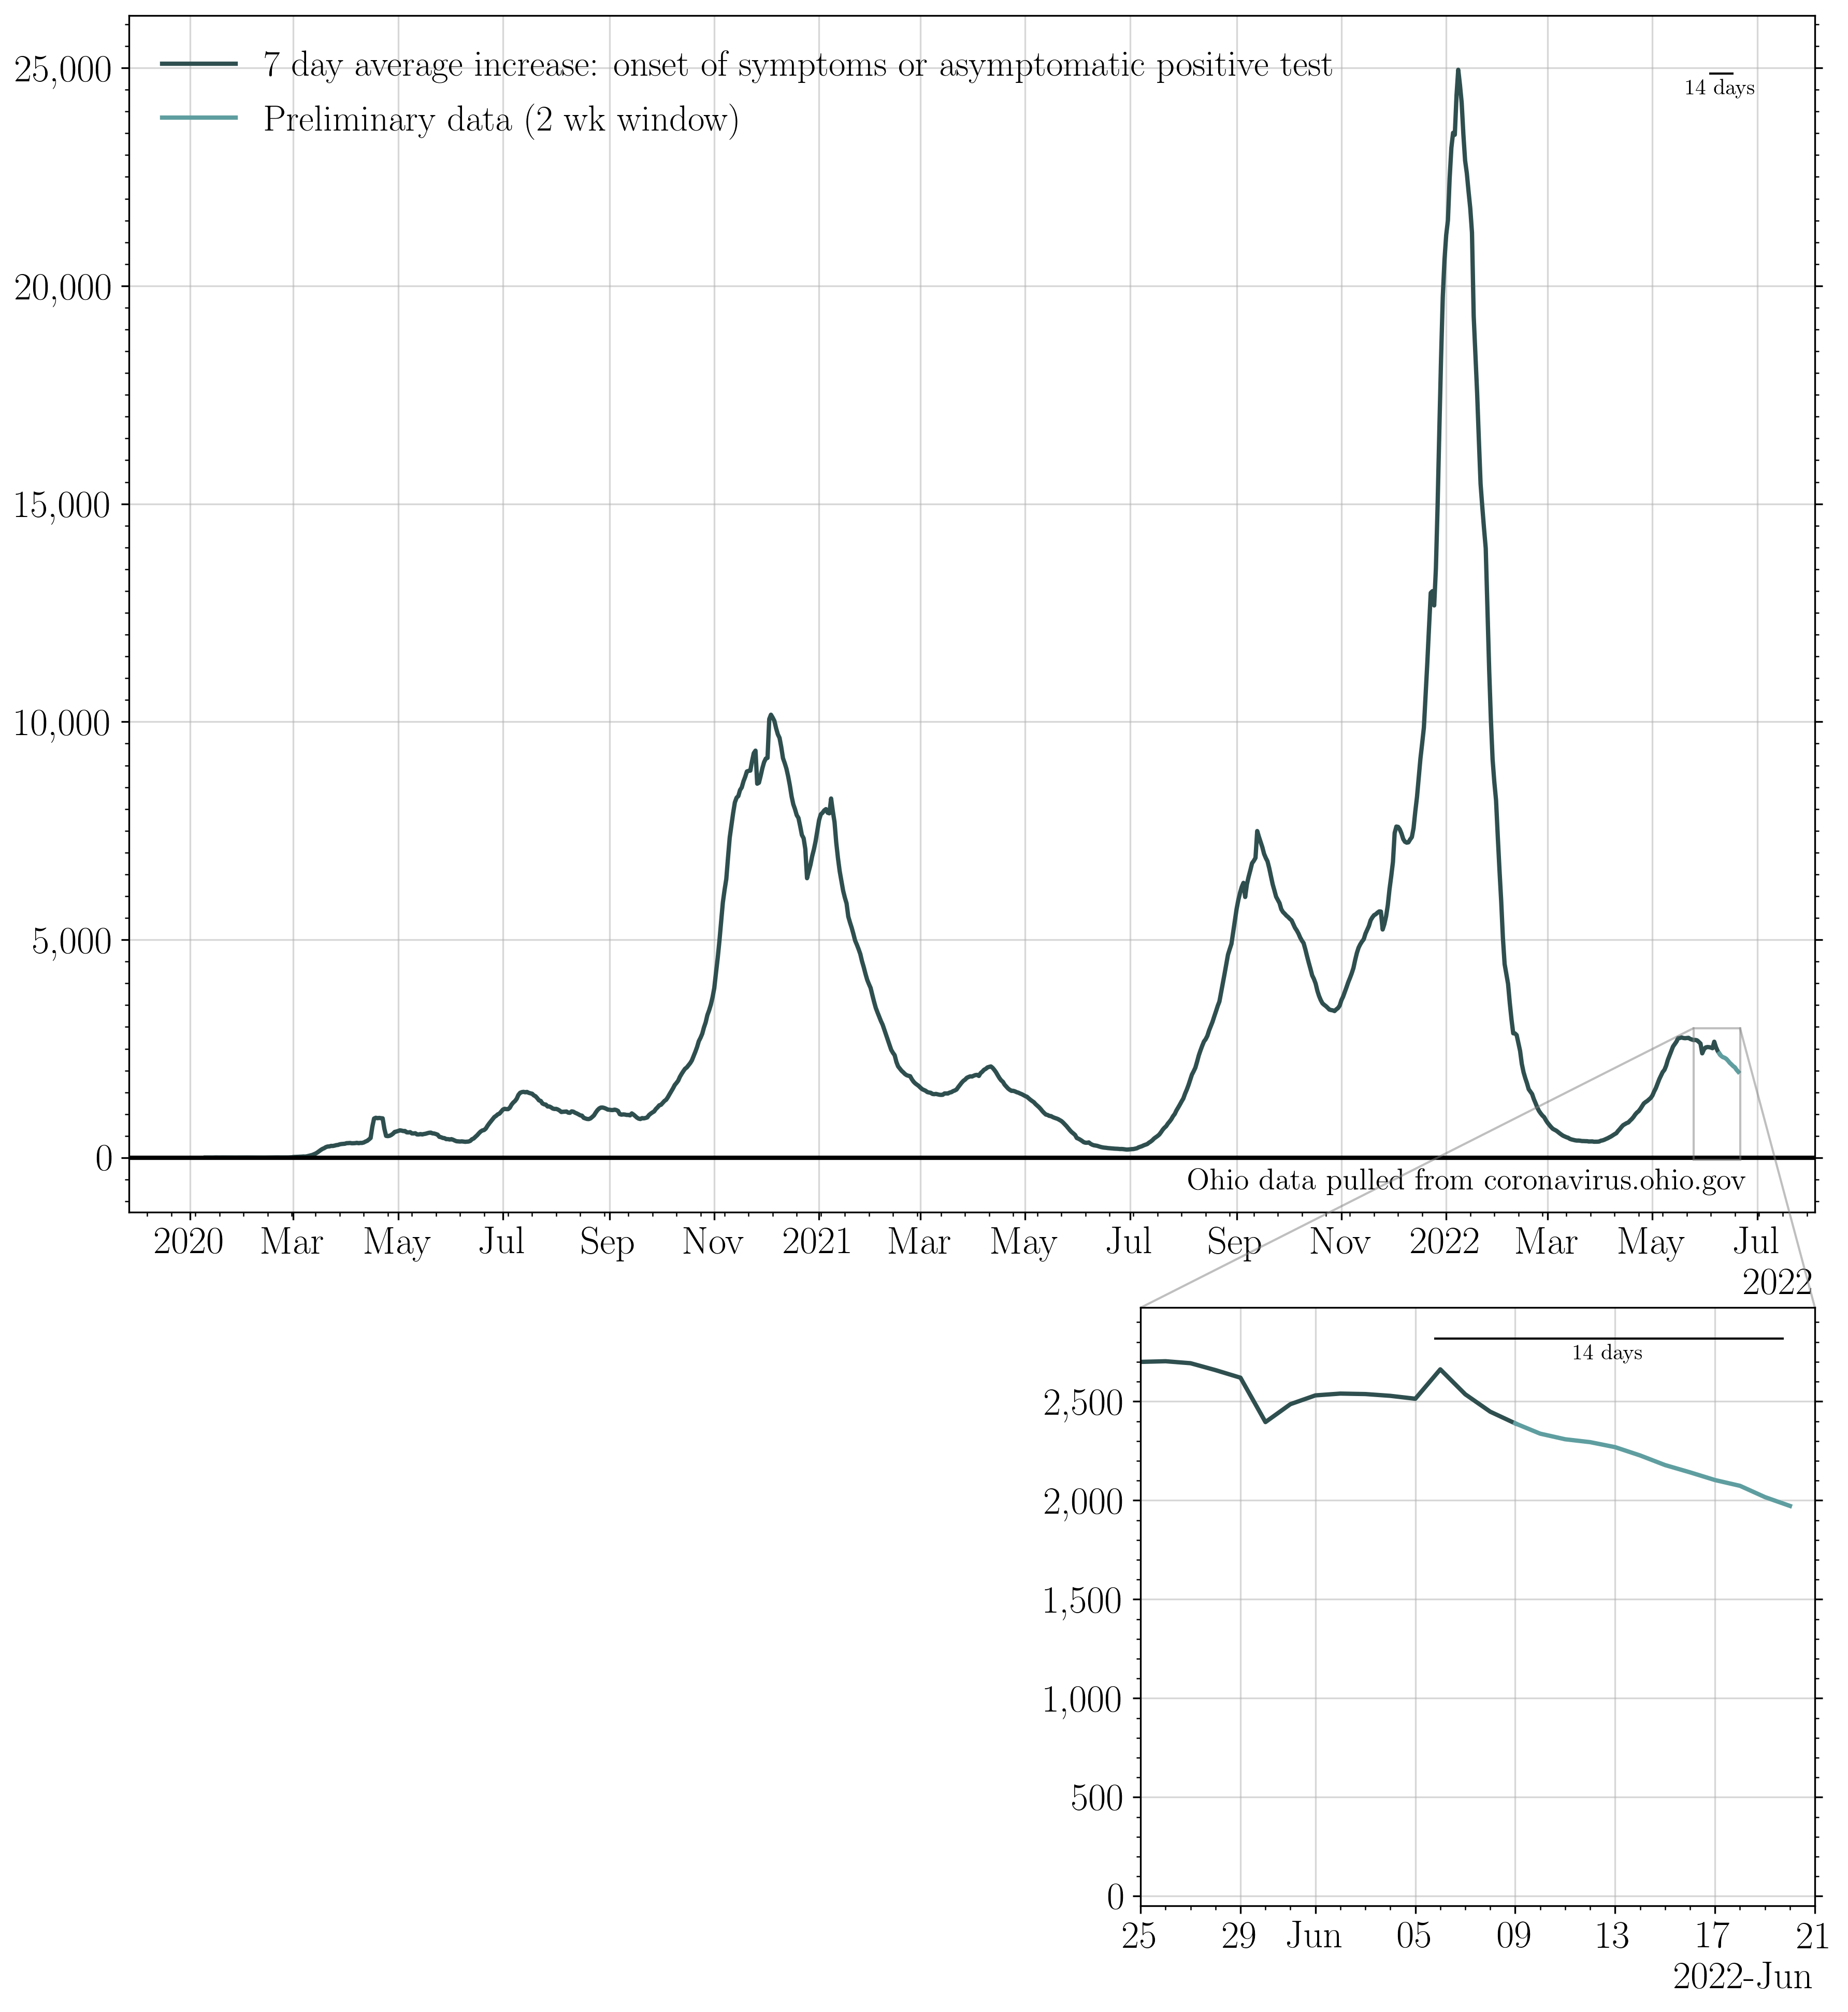 25,000
20,000
15,000
10,000
5,000
0
7 day average increase: onset of symptoms or asymptomatic positive test
Preliminary data (2 wk window)
14 days
Ohio data pulled from coronavirus.ohio.gov
2020 Mar May Jul Sep Nov 2021 Mar May Jul Sep Nov 2022 Mar May Jul
2022
14 days
2,500
2,000
1,500
1,000
500
0
25 29 Jun 05 09 13 17 21
2022-Jun